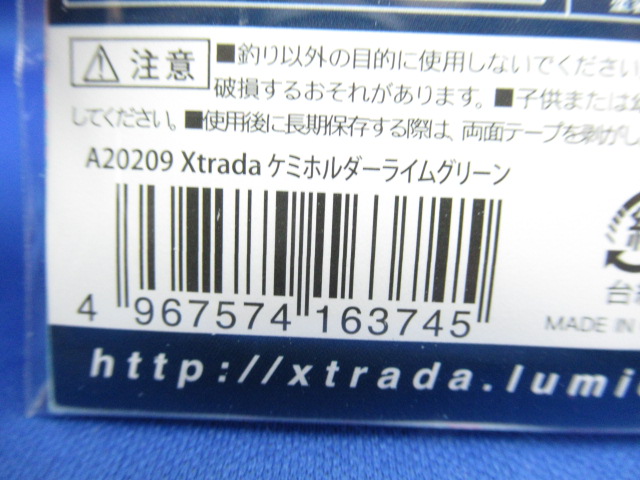 ⚠注意
■釣り以外の目的に使用しないでください
破損するおそれがあります。■子供または
してください。■使用後に長期保存する際は、両面テープを剥がし
A20209 Xtrada ケミホルダーライムグリーン
4 967574 163745
台紙
MADE IN
http://xtrada.lumi